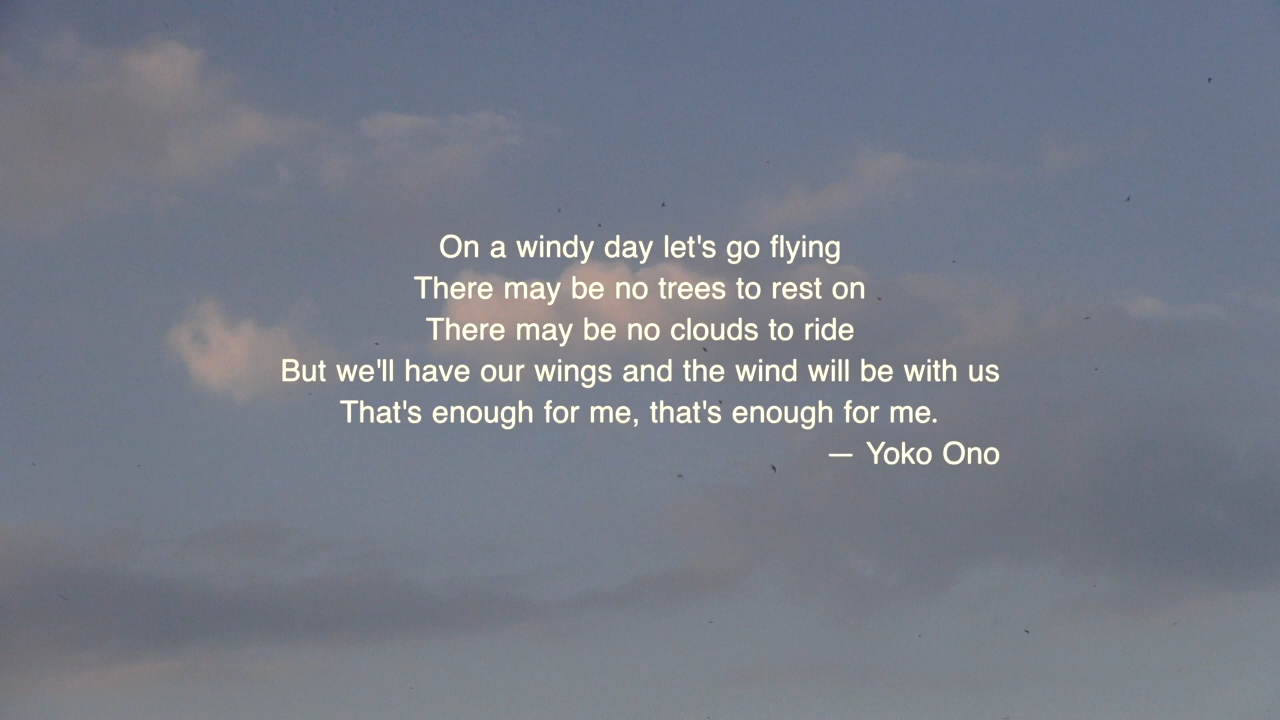 On a windy day let's go flying
There may be no trees to rest on
There may be no clouds to ride
But we'll have our wings and the wind will be with us
That's enough for me, that's enough for me.
— Yoko Ono